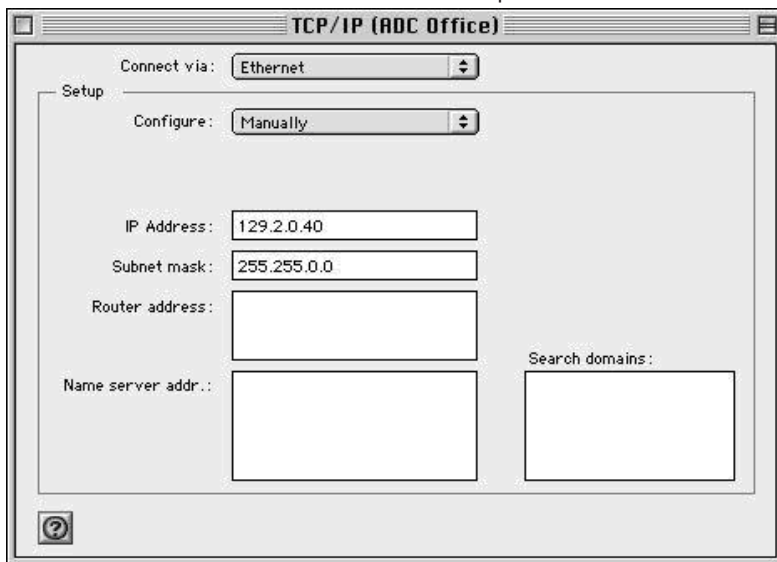 TCP/IP (ADC Office)
Connect via: Ethernet
Setup
Configure: Manually
IP Address: 129.2.0.40
Subnet mask: 255.255.0.0
Router address:
Search domains:
Name server addr.:
?